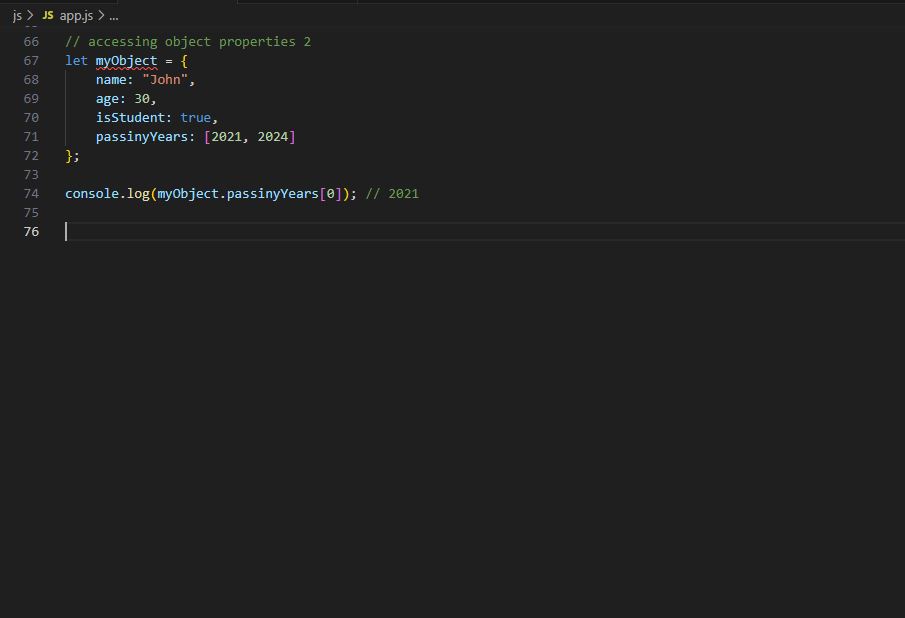 js > JS app.js > ...
66 // accessing object properties 2
67 let myObject = {
68 name: "John",
69 age: 30,
70 isStudent: true,
71 passinyYears: [2021, 2024]
72 };
73
74 console.log(myObject.passinyYears[0]); // 2021
75
76